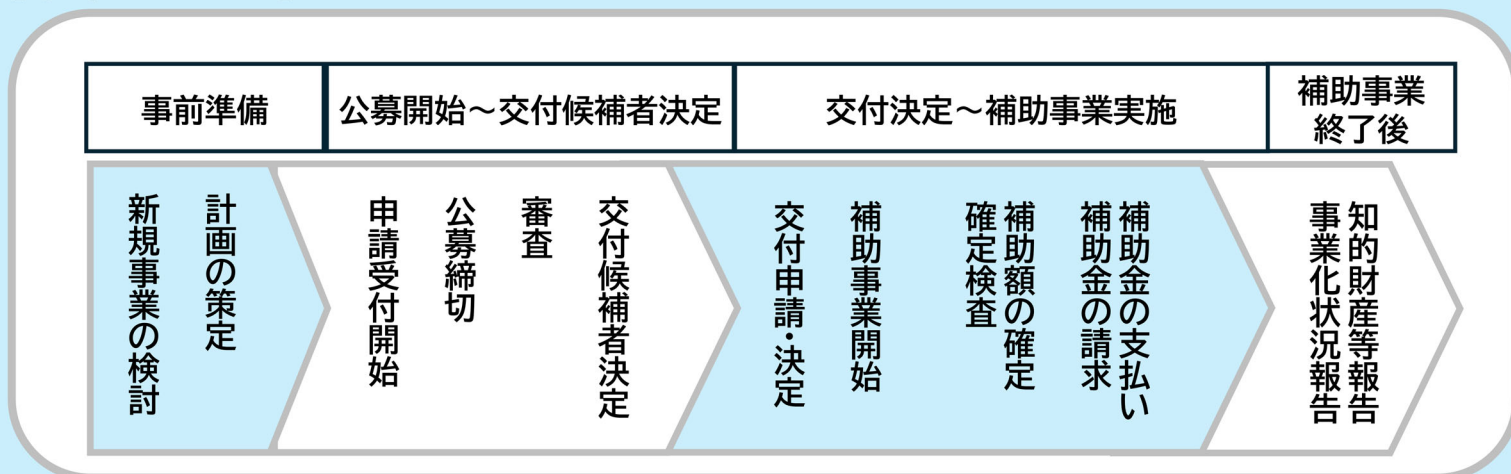 事前準備
公募開始～交付候補者決定
交付決定～補助事業実施
補助事業
終了後
新規事業の検討
計画の策定
申請受付開始
公募締切
審査
交付候補者決定
交付申請・決定
補助事業開始
確定検査
補助額の確定
補助金の請求
補助金の支払い
事業化状況報告
知的財産等報告